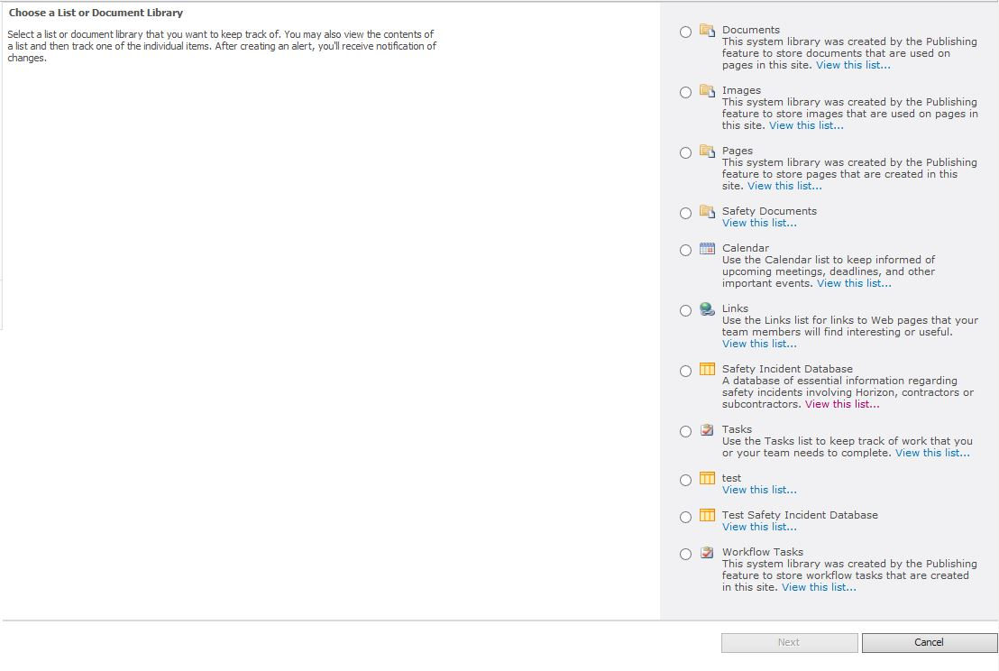 Choose a List or Document Library
Select a list or document library that you want to keep track of. You may also view the contents of
a list and then track one of the individual items. After creating an alert, you'll receive notification of
changes.
Documents
This system library was created by the Publishing
feature to store documents that are used on
pages in this site. View this list...
Images
This system library was created by the Publishing
feature to store images that are used on pages in
this site. View this list...
Pages
This system library was created by the Publishing
feature to store pages that are created in this
site. View this list...
Safety Documents
View this list...
Calendar
Use the Calendar list to keep informed of
upcoming meetings, deadlines, and other
important events. View this list...
Links
Use the Links list for links to Web pages that your
team members will find interesting or useful.
View this list...
Safety Incident Database
A database of essential information regarding
safety incidents involving Horizon, contractors or
subcontractors. View this list...
Tasks
Use the Tasks list to keep track of work that you
or your team needs to complete. View this list...
test
View this list...
Test Safety Incident Database
View this list...
Workflow Tasks
This system library was created by the Publishing
feature to store workflow tasks that are created
in this site. View this list...
Next
Cancel